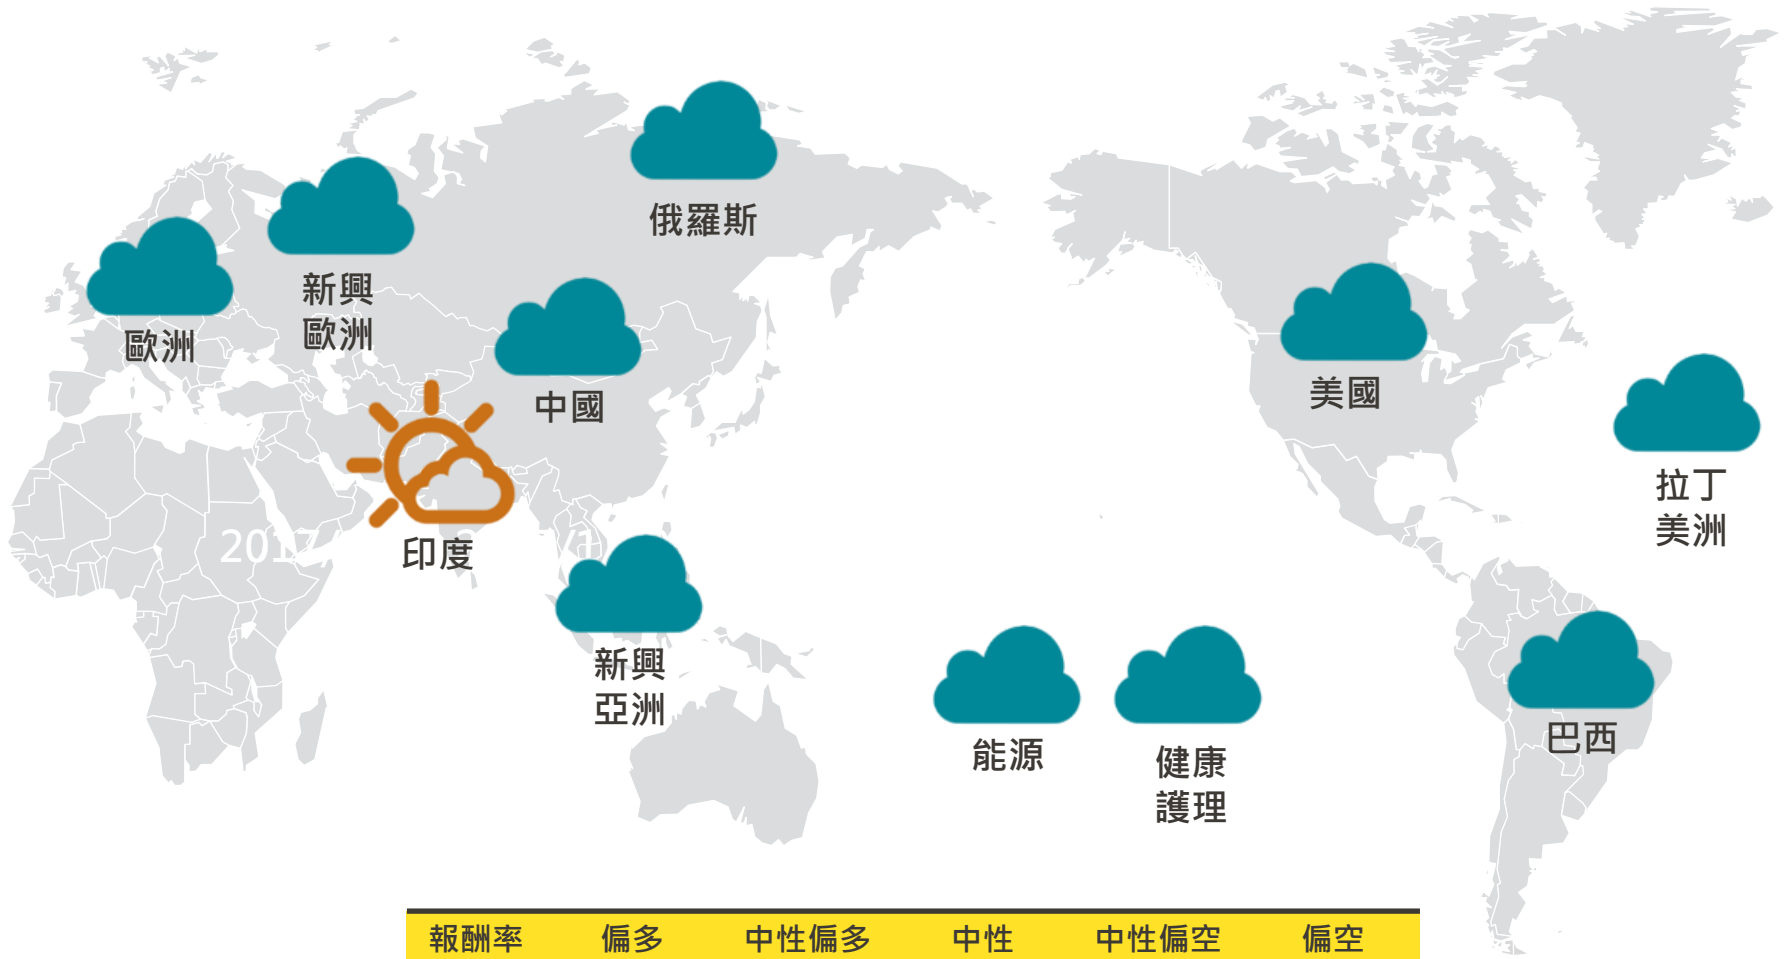 俄羅斯
新興
歐洲
歐洲
中國
美國
拉丁
美洲
印度
2017
新興
亞洲
巴西
能源
健康
護理
報酬率 偏多 中性偏多 中性 中性偏空 偏空